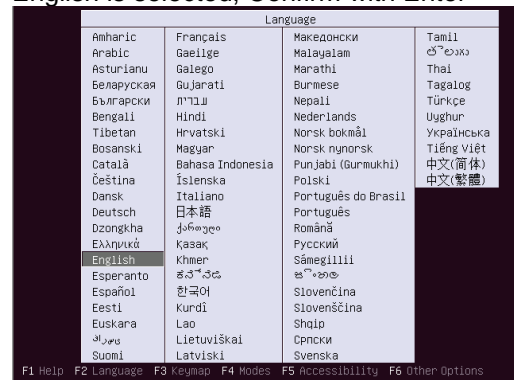 English is selected, Confirm with Enter
Language
Amharic
Arabic
Asturianu
Беларуская
Български
Bengali
Tibetan
Bosanski
Català
Čeština
Dansk
Deutsch
Dzongkha
Ελληνικά
English
Esperanto
Español
Eesti
Euskara
Suomi
Français
Gaeilge
Galego
Gujarati
עברית
Hindi
Hrvatski
Magyar
Bahasa Indonesia
Íslenska
Italiano
日本語
ქართული
Қазақ
Khmer
한국어
Kurdî
Lao
Lietuviškai
Latviski
Македонски
Malayalam
Marathi
Burmese
Nepali
Nederlands
Norsk bokmål
Norsk nynorsk
Punjabi (Gurmukhi)
Polski
Português do Brasil
Português
Română
Русский
Sámegillii
Slovenčina
Slovenščina
Shqip
Српски
Svenska
Tamil
Thai
Tagalog
Türkçe
Uyghur
Українська
Tiếng Việt
中文(简体)
中文(繁體)
F1 Help F2 Language F3 Keymap F4 Modes F5 Accessibility F6 Other Options